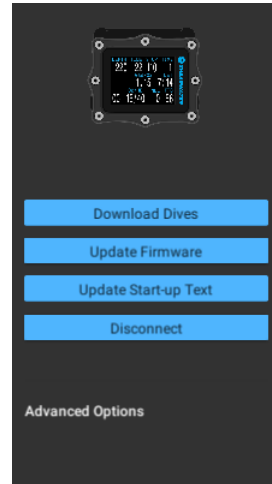 Download Dives
Update Firmware
Update Start-up Text
Disconnect
Advanced Options